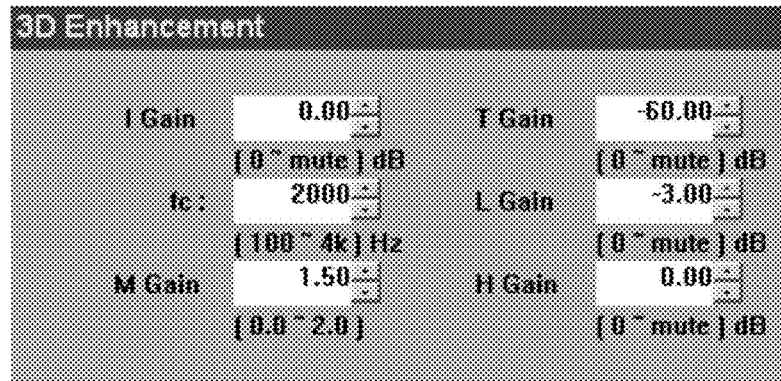 3D Enhancement
I Gain 0.00 T Gain -60.00
[ 0 ~ mute ] dB [ 0 ~ mute ] dB
fc : 2000 L Gain -3.00
[ 100 ~ 4k ] Hz [ 0 ~ mute ] dB
M Gain 1.50 H Gain 0.00
[ 0.0 ~ 2.0 ] [ 0 ~ mute ] dB